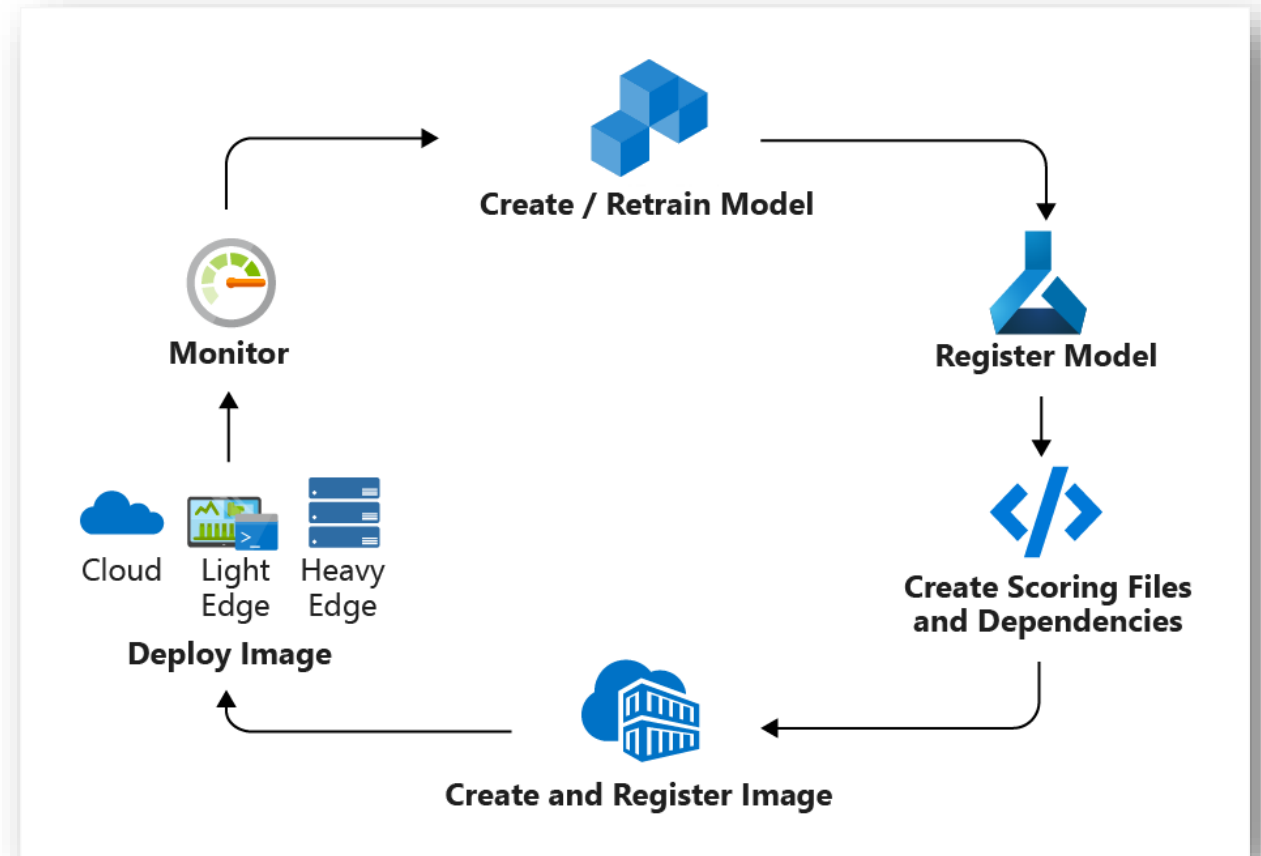 Create / Retrain Model
Register Model
Create Scoring Files
and Dependencies
Create and Register Image
Deploy Image
Cloud
Light
Edge
Heavy
Edge
Monitor